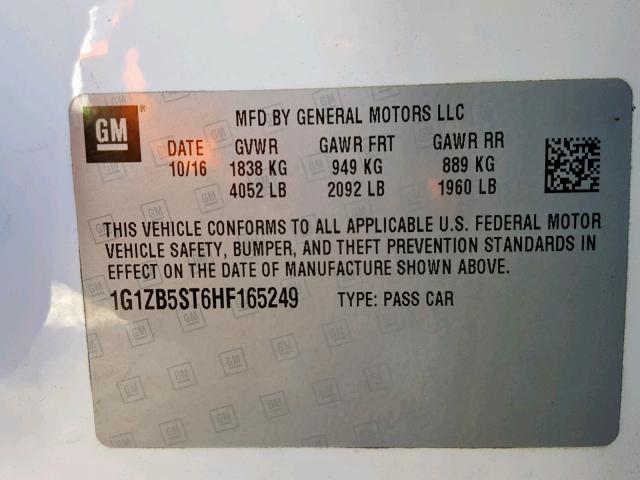 GM ®
MFD BY GENERAL MOTORS LLC
DATE GVWR GAWR FRT GAWR RR
10/16 1838 KG 949 KG 889 KG
4052 LB 2092 LB 1960 LB
THIS VEHICLE CONFORMS TO ALL APPLICABLE U.S. FEDERAL MOTOR
VEHICLE SAFETY, BUMPER, AND THEFT PREVENTION STANDARDS IN
EFFECT ON THE DATE OF MANUFACTURE SHOWN ABOVE.
1G1ZB5ST6HF165249 TYPE: PASS CAR